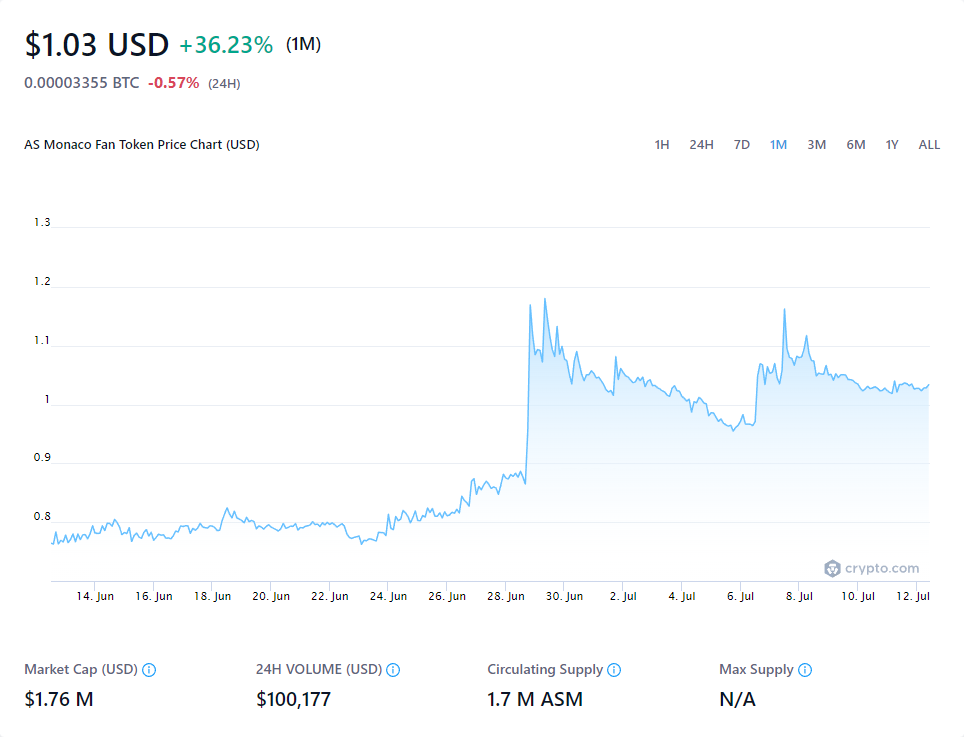 $1.03 USD +36.23% (1M)
0.00003355 BTC -0.57% (24H)
AS Monaco Fan Token Price Chart (USD) 1H 24H 7D 1M 3M 6M 1Y ALL
1.3
1.2
1.1
1
0.9
0.8
crypto.com
14. Jun 16. Jun 18. Jun 20. Jun 22. Jun 24. Jun 26. Jun 28. Jun 30. Jun 2. Jul 4. Jul 6. Jul 8. Jul 10. Jul 12. Jul
Market Cap (USD) 24H VOLUME (USD) Circulating Supply Max Supply
$1.76 M $100,177 1.7 M ASM N/A